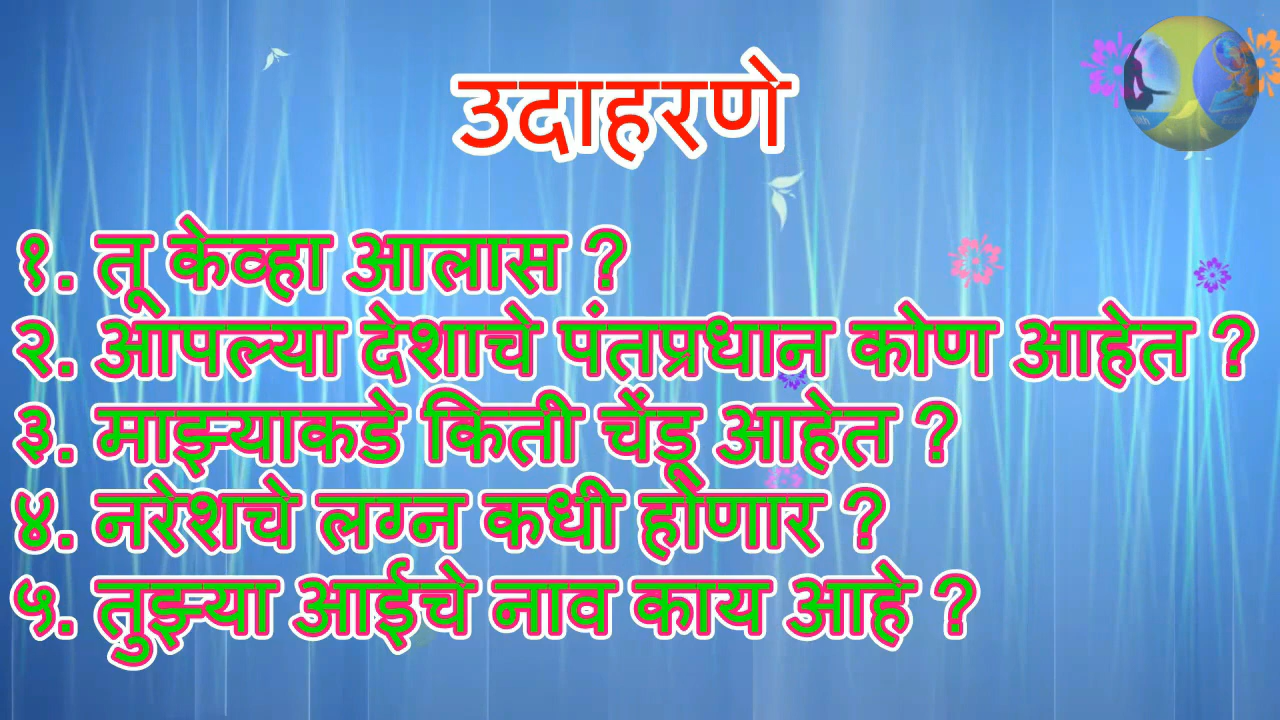 उदाहरणे
१. तू केव्हा आलास ?
२. आपल्या देशाचे पंतप्रधान कोण आहेत ?
३. माझ्याकडे किती चेंडू आहेत ?
४. नरेशचे लग्न कधी होणार ?
५. तुझ्या आईचे नाव काय आहे ?